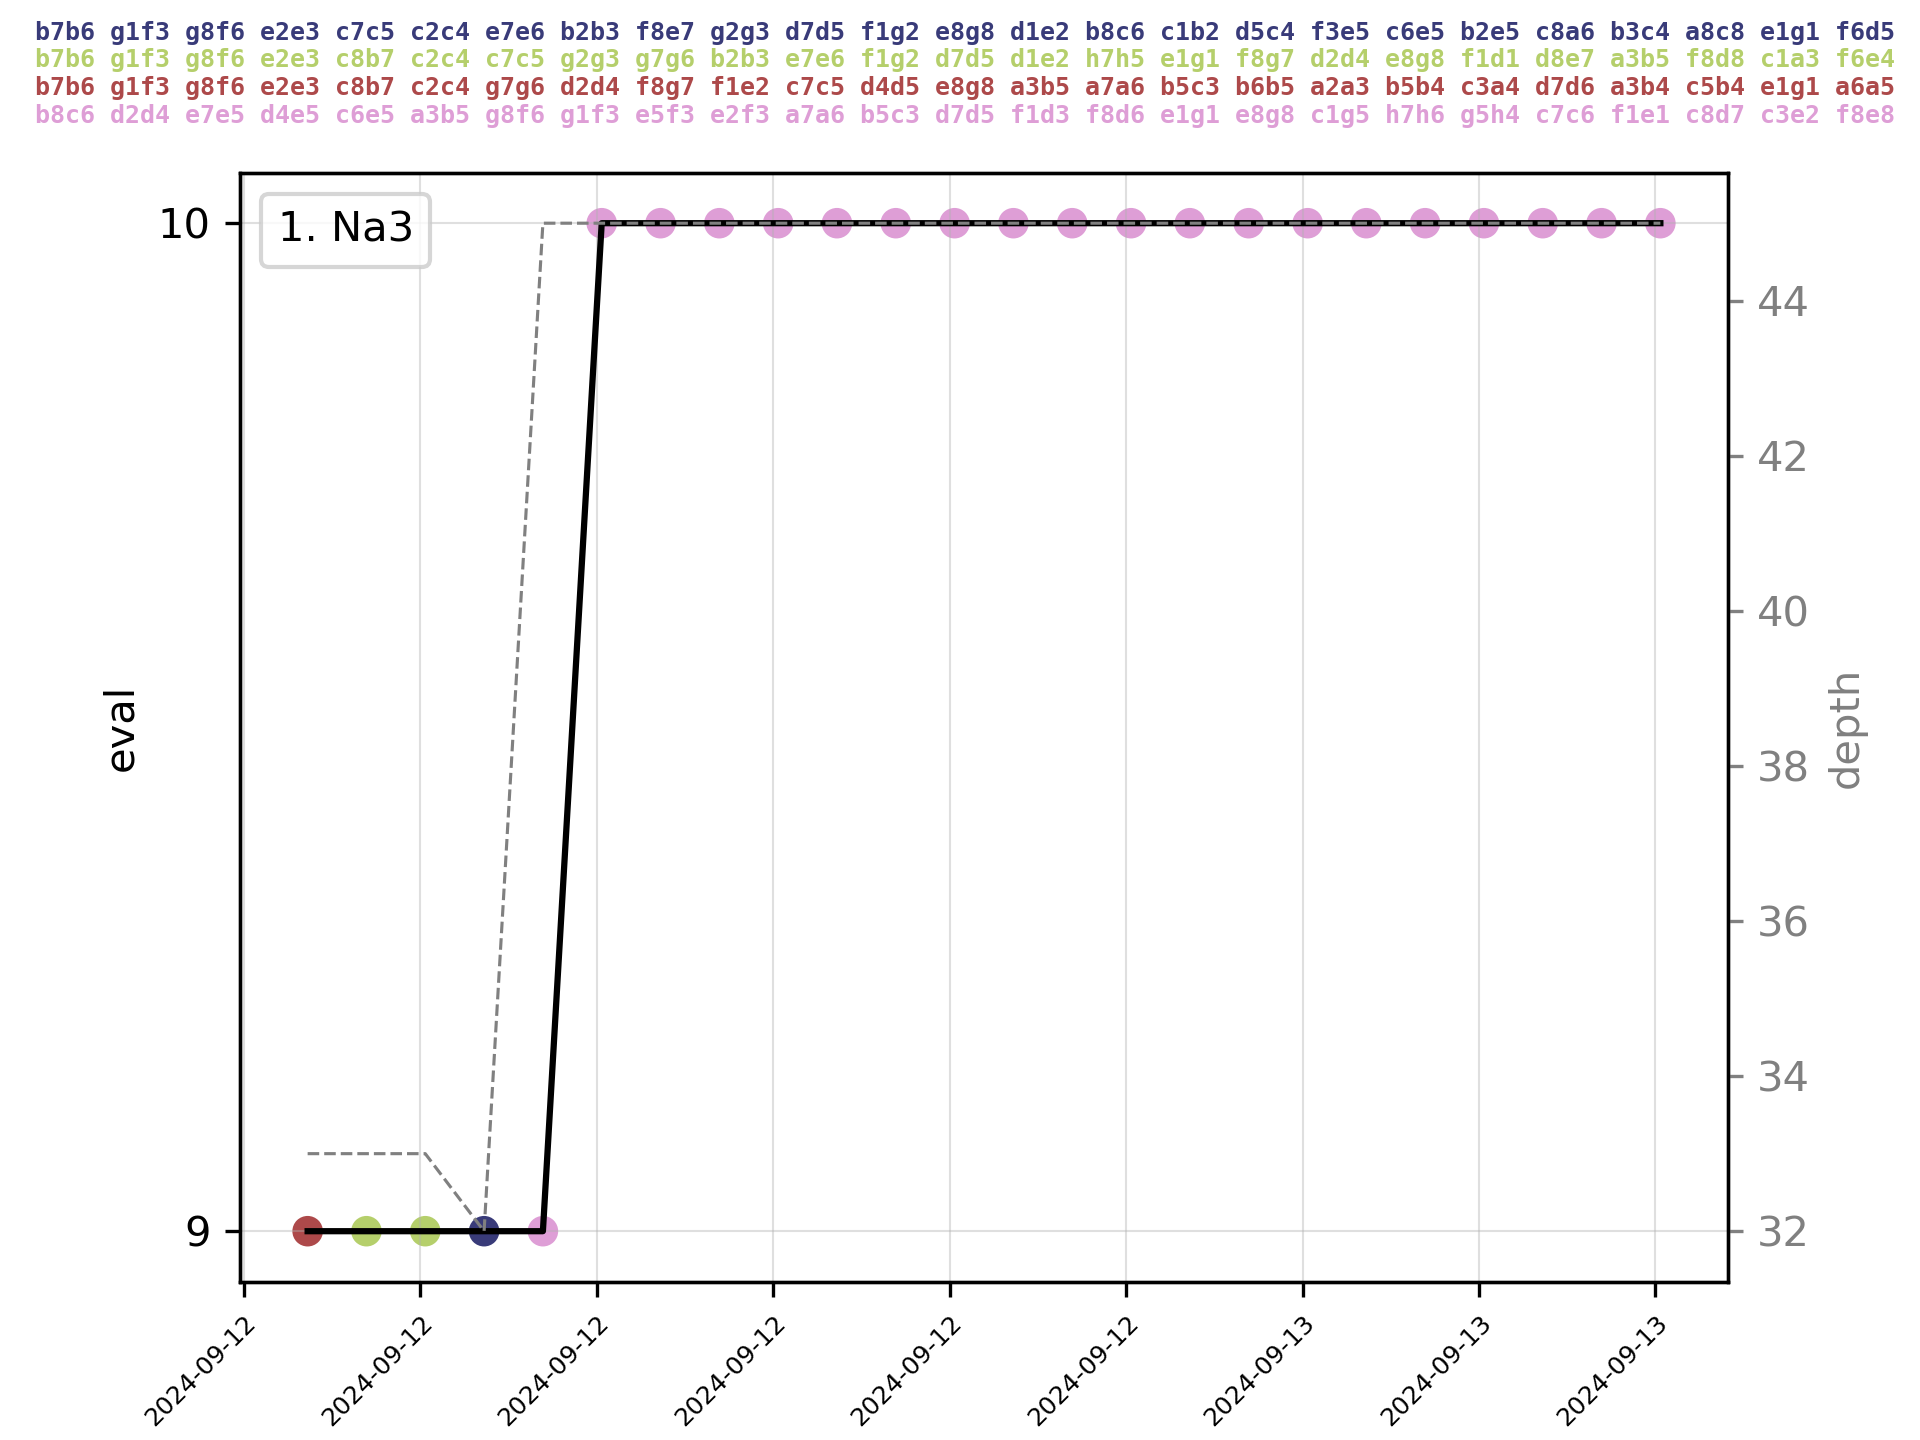 b7b6 g1f3 g8f6 e2e3 c7c5 c2c4 e7e6 b2b3 f8e7 g2g3 d7d5 f1g2 e8g8 d1e2 b8c6 c1b2 d5c4 f3e5 c6e5 b2e5 c8a6 b3c4 a8c8 e1g1 f6d5
b7b6 g1f3 g8f6 e2e3 c8b7 c2c4 c7c5 g2g3 g7g6 b2b3 e7e6 f1g2 d7d5 d1e2 b7h5 e1g1 f8g7 d2d4 e8g8 f1d1 d8e7 a3b5 f8d8 c1a3 f6e4
b7b6 g1f3 g8f6 e2e3 c8b7 c2c4 g7g6 d2d4 f8g7 f1e2 c7c5 d4d5 e8g8 a3b5 a7a6 b5c3 b6b5 a2a3 b5b4 c3a4 d7d6 a3b4 c5b4 e1g1 a6a5
b8c6 d2d4 e7e5 d4e5 c6e5 a3b5 g8f6 g1f3 e5f3 e2f3 a7a6 b5c3 d7d5 f1d3 f8d6 e1g1 e8g8 c1g5 h7h6 g5h4 c7c6 f1e1 c8d7 c3e2 f8e8
1. Na3
10
9
eval
44
42
40
38
36
34
32
depth
2024-09-12
2024-09-12
2024-09-12
2024-09-12
2024-09-12
2024-09-12
2024-09-13
2024-09-13
2024-09-13